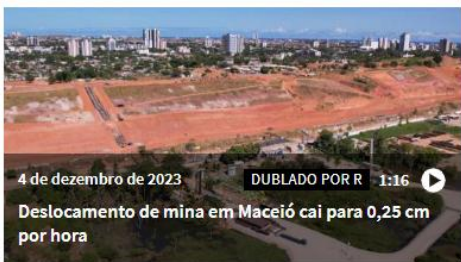 4 de dezembro de 2023 DUBLADO POR R 1:16
Deslocamento de mina em Maceió cai para 0,25 cm
por hora